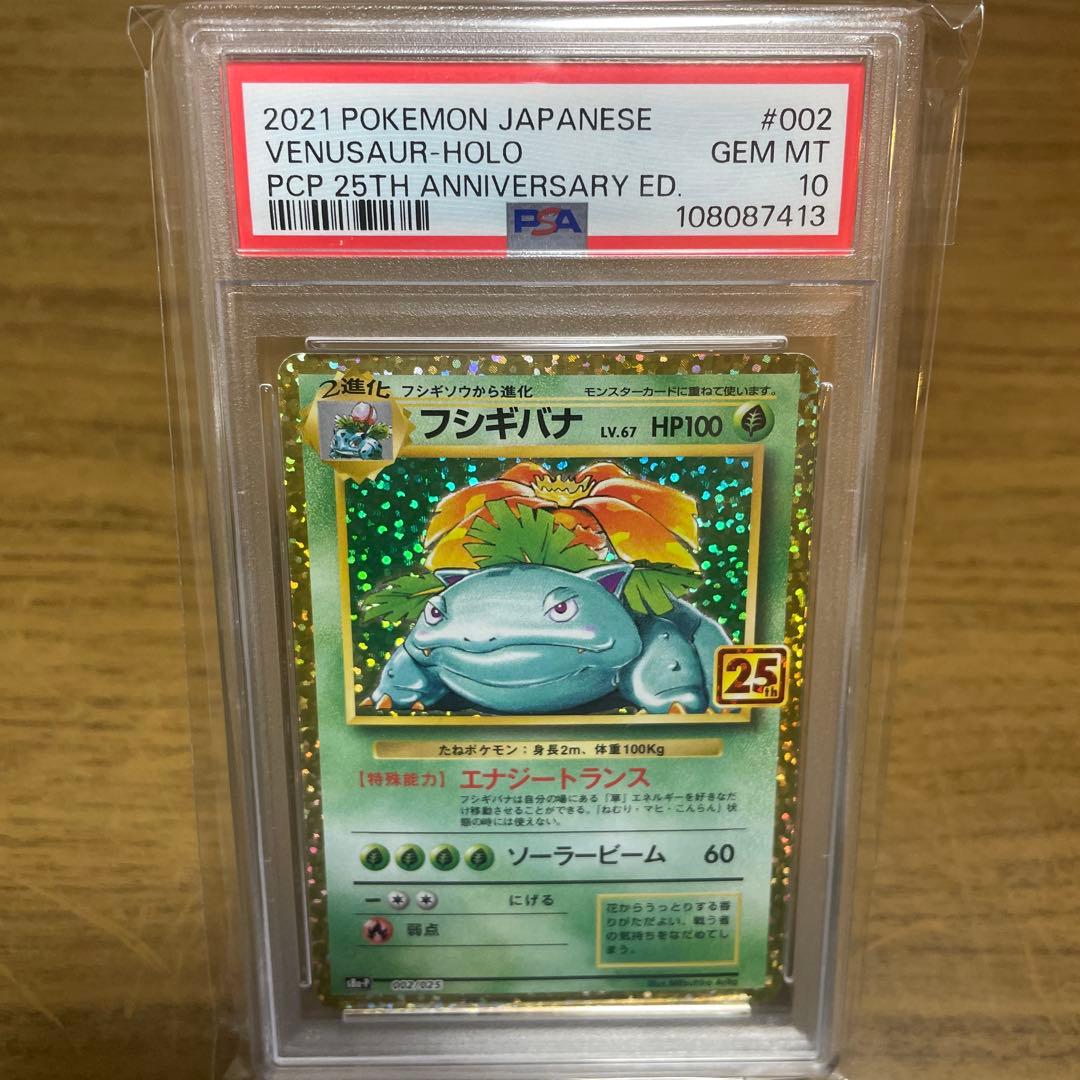 2021 POKEMON JAPANESE #002
VENUSAUR-HOLO GEM MT
PCP 25TH ANNIVERSARY ED. 10
PSA 108087413
2進化 フシギソウから進化 モンスターカードに重ねて使います。
フシギバナ LV.67 HP100
25th
たねポケモン：身長2m、体重100Kg
【特殊能力】エナジートランス
フシギバナは自分の場にある「草」エネルギーを好きなだ
け移動させることができる。「ねむり・マヒ・こんらん」状
態の時には使えない。
ソーラービーム 60
にげる
弱点
花からうっとりする香
りがただよい、戦う者
の気持ちをなだめてし
まう。
s8a-P 002/025 Illus. Mitsuhiro Arita